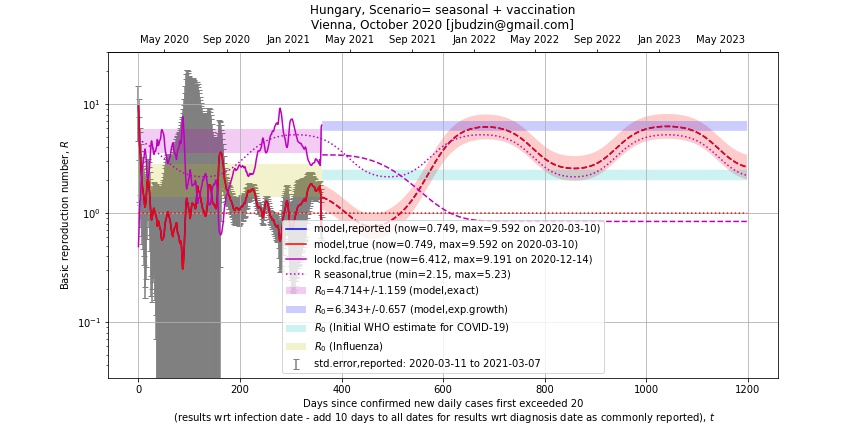 Hungary, Scenario= seasonal + vaccination
Vienna, October 2020 [jbudzin@gmail.com]
May 2020 Sep 2020 Jan 2021 May 2021 Sep 2021 Jan 2022 May 2022 Sep 2022 Jan 2023 May 2023
Basic reproduction number, R
10¹
10⁰
10⁻¹
model,reported (now=0.749, max=9.592 on 2020-03-10)
model,true (now=0.749, max=9.592 on 2020-03-10)
lockd.fac,true (now=6.412, max=9.191 on 2020-12-14)
R seasonal,true (min=2.15, max=5.23)
R₀=4.714+/-1.159 (model,exact)
R₀=6.343+/-0.657 (model,exp.growth)
R₀ (Initial WHO estimate for COVID-19)
R₀ (Influenza)
std.error,reported: 2020-03-11 to 2021-03-07
0 200 400 600 800 1000 1200
Days since confirmed new daily cases first exceeded 20
(results wrt infection date - add 10 days to all dates for results wrt diagnosis date as commonly reported), t